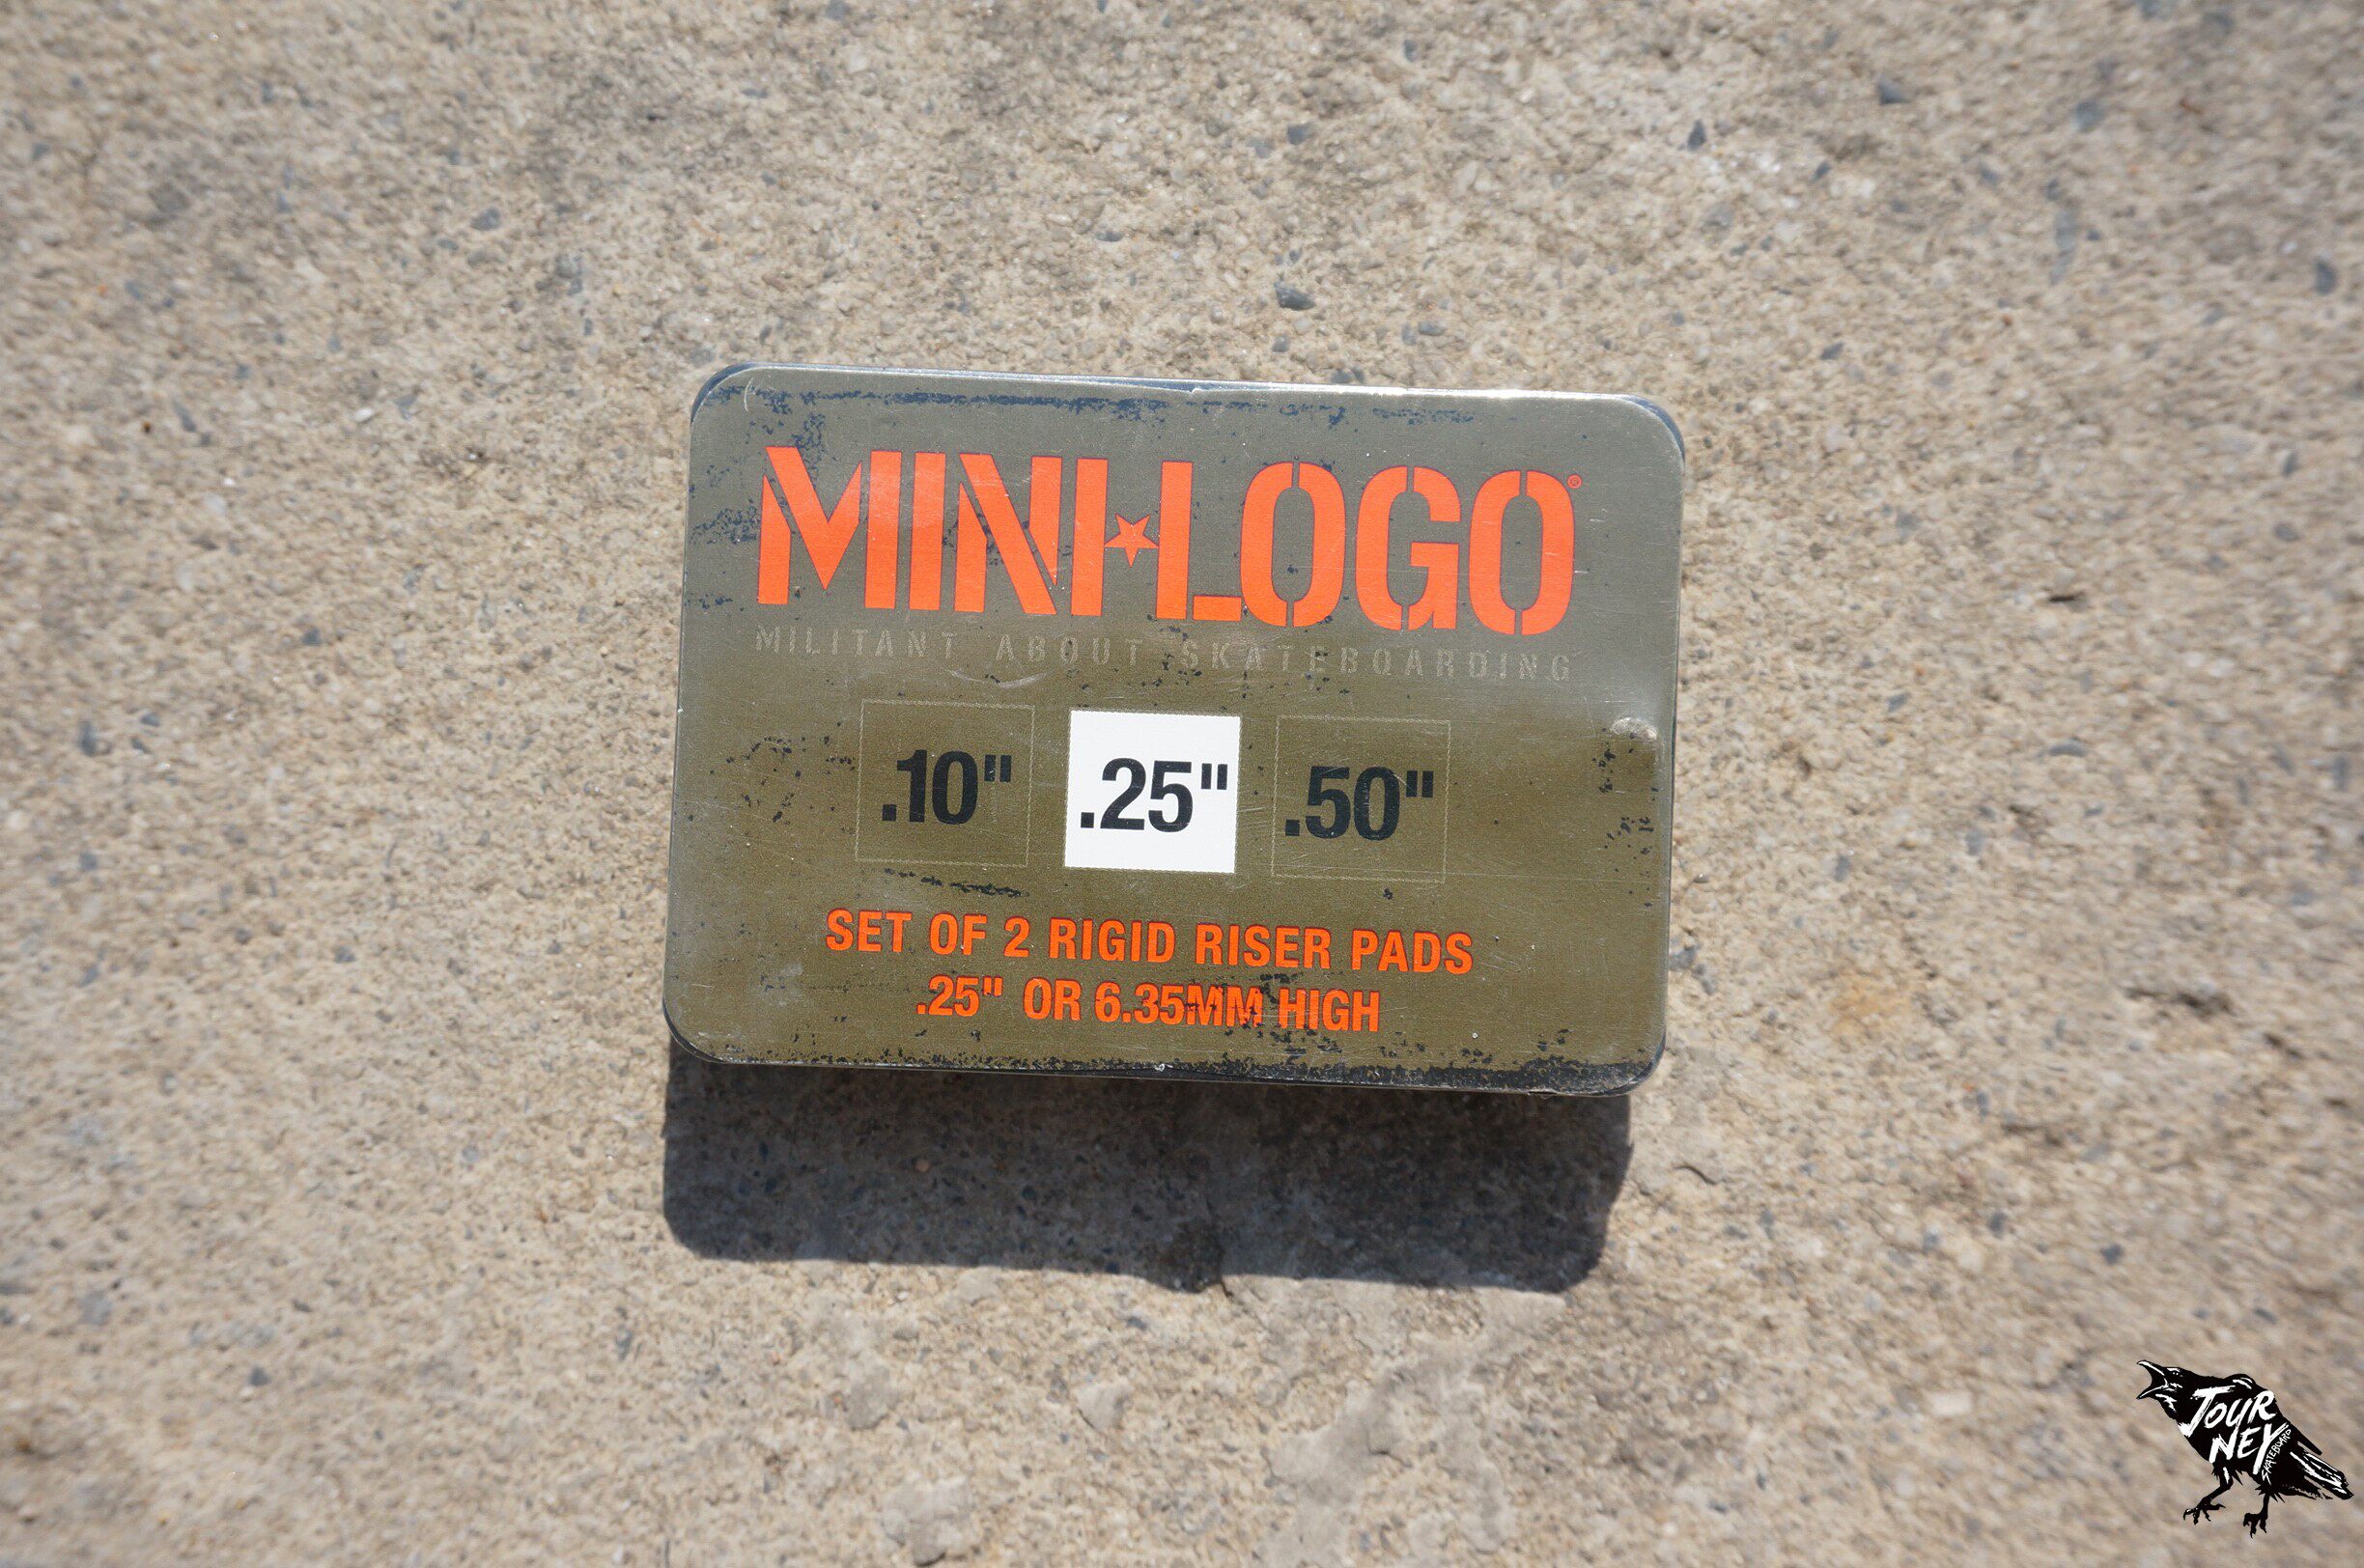 MINI LOGO®
MILITANT ABOUT SKATEBOARDING
.10" .25" .50"
SET OF 2 RIGID RISER PADS
.25" OR 6.35MM HIGH
JOURNEY
SKATEBOARD